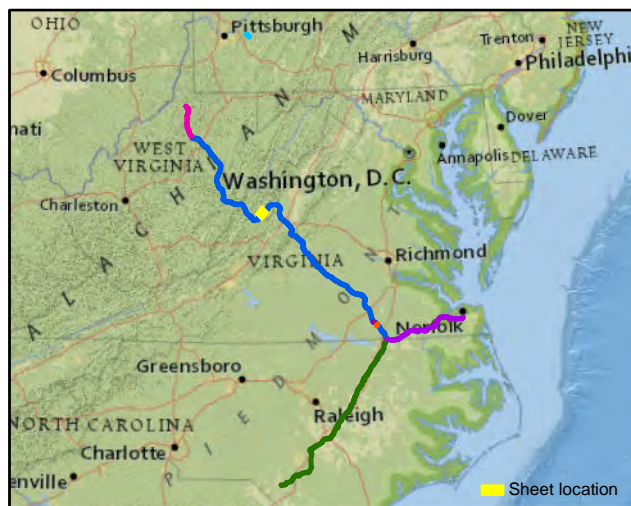 OHIO
Pittsburgh
Harrisburg
Trenton
NEW
JERSEY
Philadelphi
Columbus
MARYLAND
Dover
nati
WEST
VIRGINIA
Annapolis
DELAWARE
Washington, D.C.
Charleston
Richmond
VIRGINIA
Norfolk
Greensboro
Raleigh
NORTH CAROLINA
Charlotte
enville
A L A C H I A N M
P I E D M O N T
Sheet location